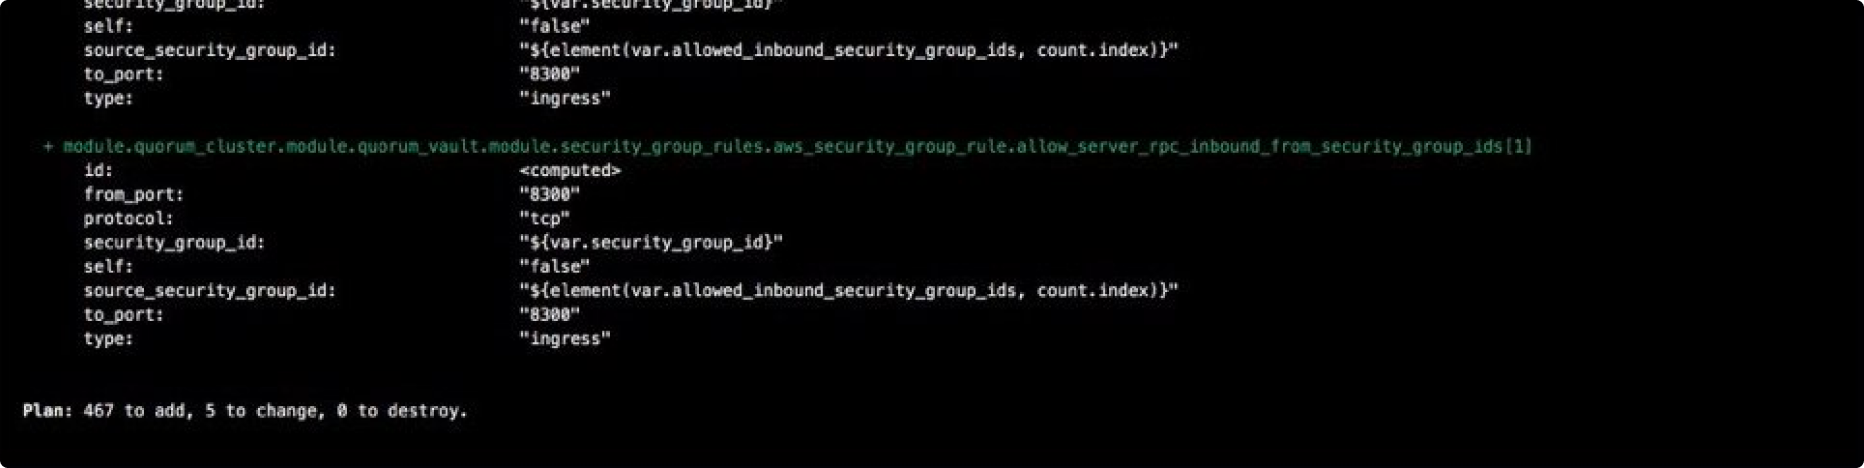 security_group_id: "${var.security_group_id}"
self: "false"
source_security_group_id: "${element(var.allowed_inbound_security_group_ids, count.index)}"
to_port: "8300"
type: "ingress"
+ module.quorum_cluster.module.quorum_vault.module.security_group_rules.aws_security_group_rule.allow_server_rpc_inbound_from_security_group_ids[1]
id: <computed>
from_port: "8300"
protocol: "tcp"
security_group_id: "${var.security_group_id}"
self: "false"
source_security_group_id: "${element(var.allowed_inbound_security_group_ids, count.index)}"
to_port: "8300"
type: "ingress"
Plan: 467 to add, 5 to change, 0 to destroy.